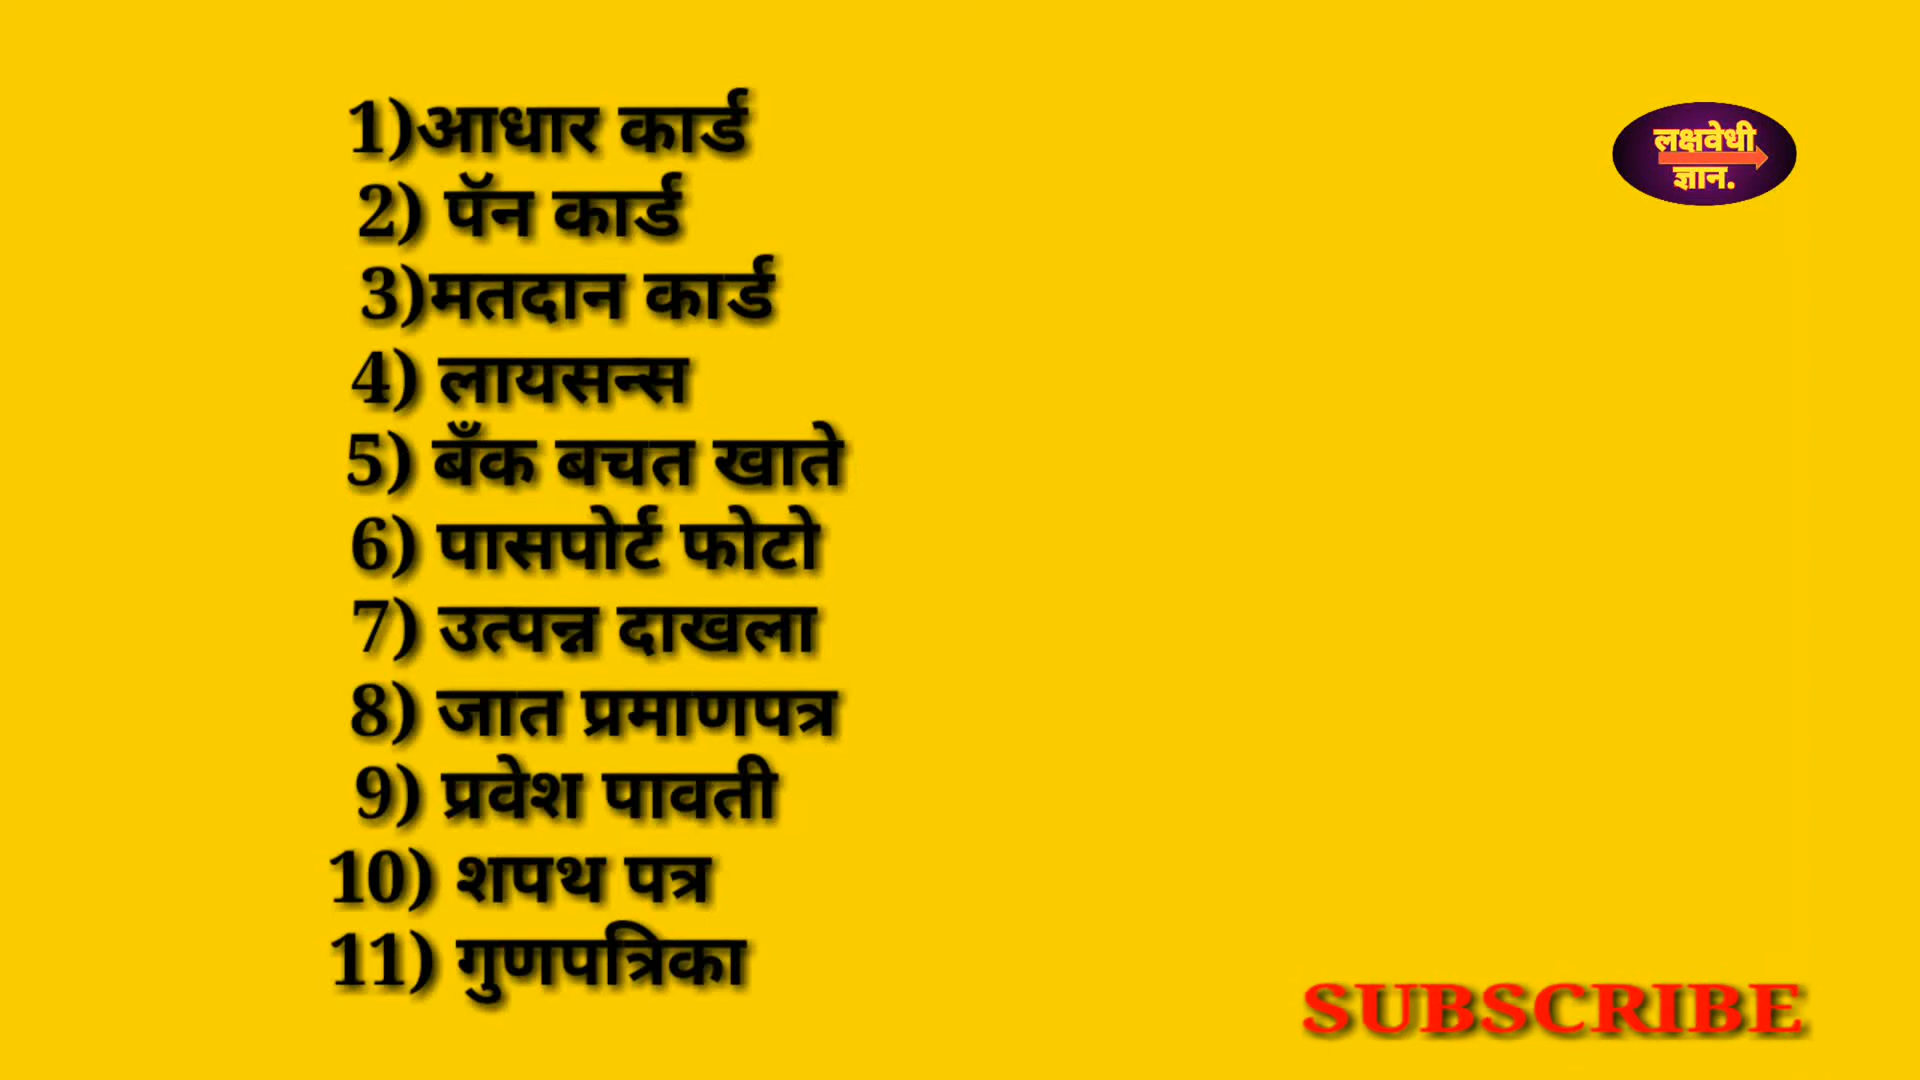 1)आधार कार्ड
2) पॅन कार्ड
3)मतदान कार्ड
4) लायसन्स
5) बँक बचत खाते
6) पासपोर्ट फोटो
7) उत्पन्न दाखला
8) जात प्रमाणपत्र
9) प्रवेश पावती
10) शपथ पत्र
11) गुणपत्रिका
लक्षवेधी
ज्ञान.
SUBSCRIBE